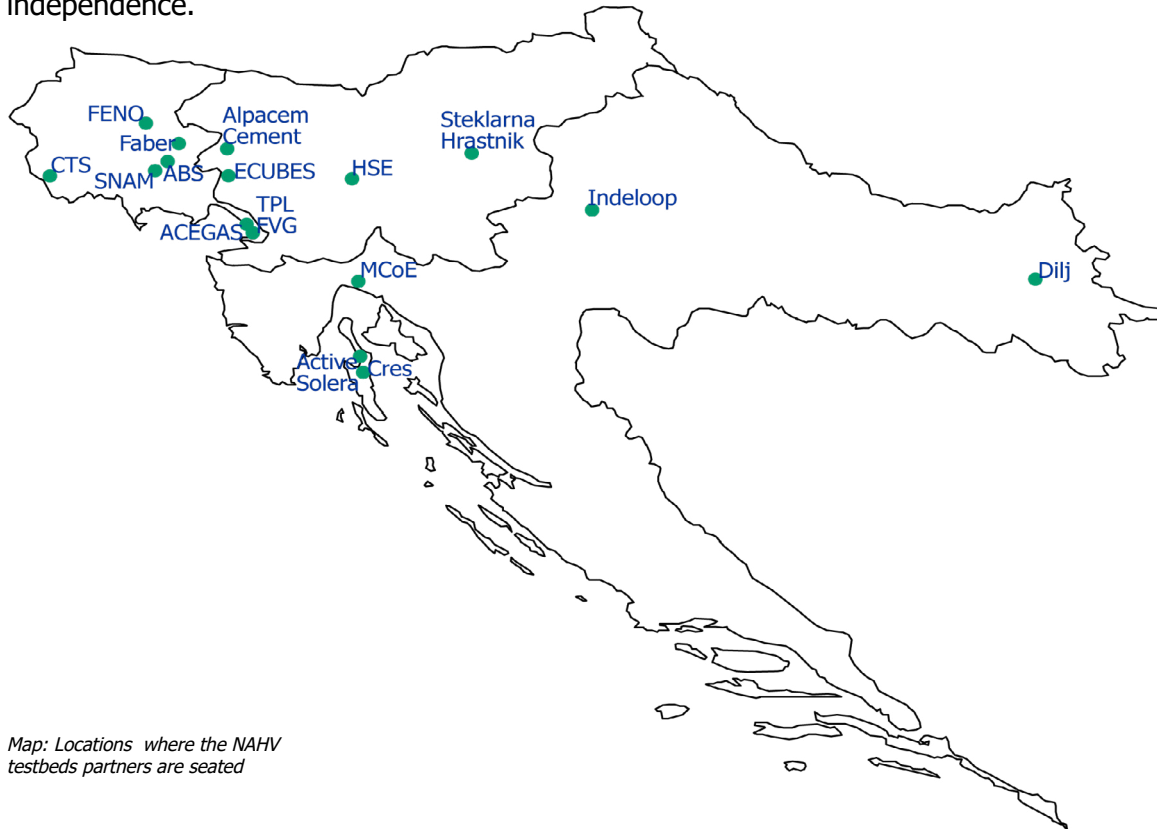 independence.
FENO
Alpacem
Cement
Steklarna
Hrastnik
Faber
CTS
SNAM
ABS
ECUBES
HSE
Indeloop
TPL
FVG
ACEGAS
MCoE
Dilj
Active
Solera
Cres
Map: Locations where the NAHV
testbeds partners are seated